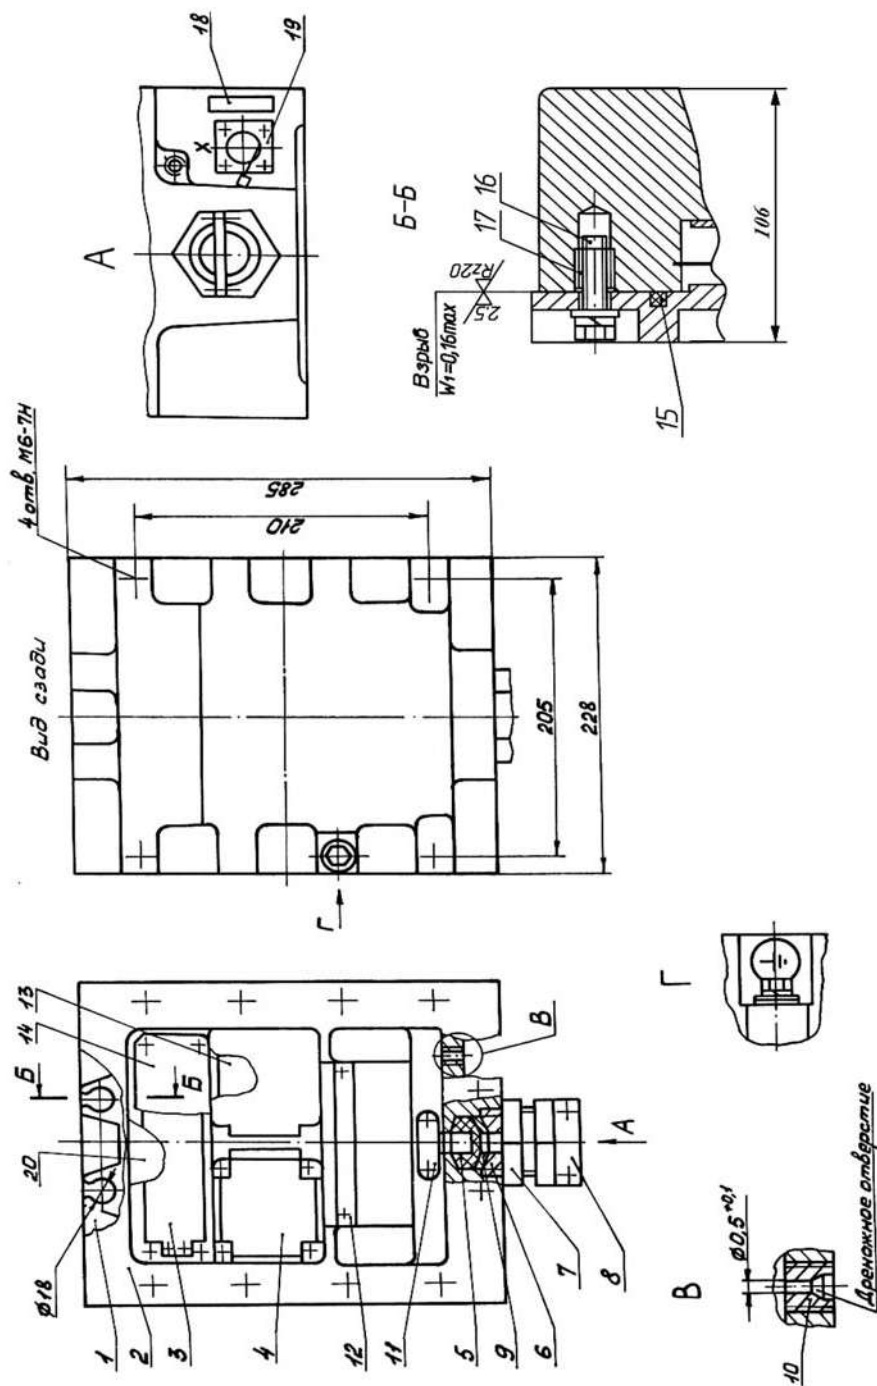 Б
Б
14
13
20
Ø18
1
2
3
4
12
11
5
9
6
7
8
В
А
В
Ø0,5⁺⁰,¹
10
Дренажное отверстие
Г
Вид сзади
4 отв. М6-7Н
210
285
205
228
Г
А
18
19
X
Б-Б
Взрыв
W1=0,16max
2.5
Rz20
17
16
15
106